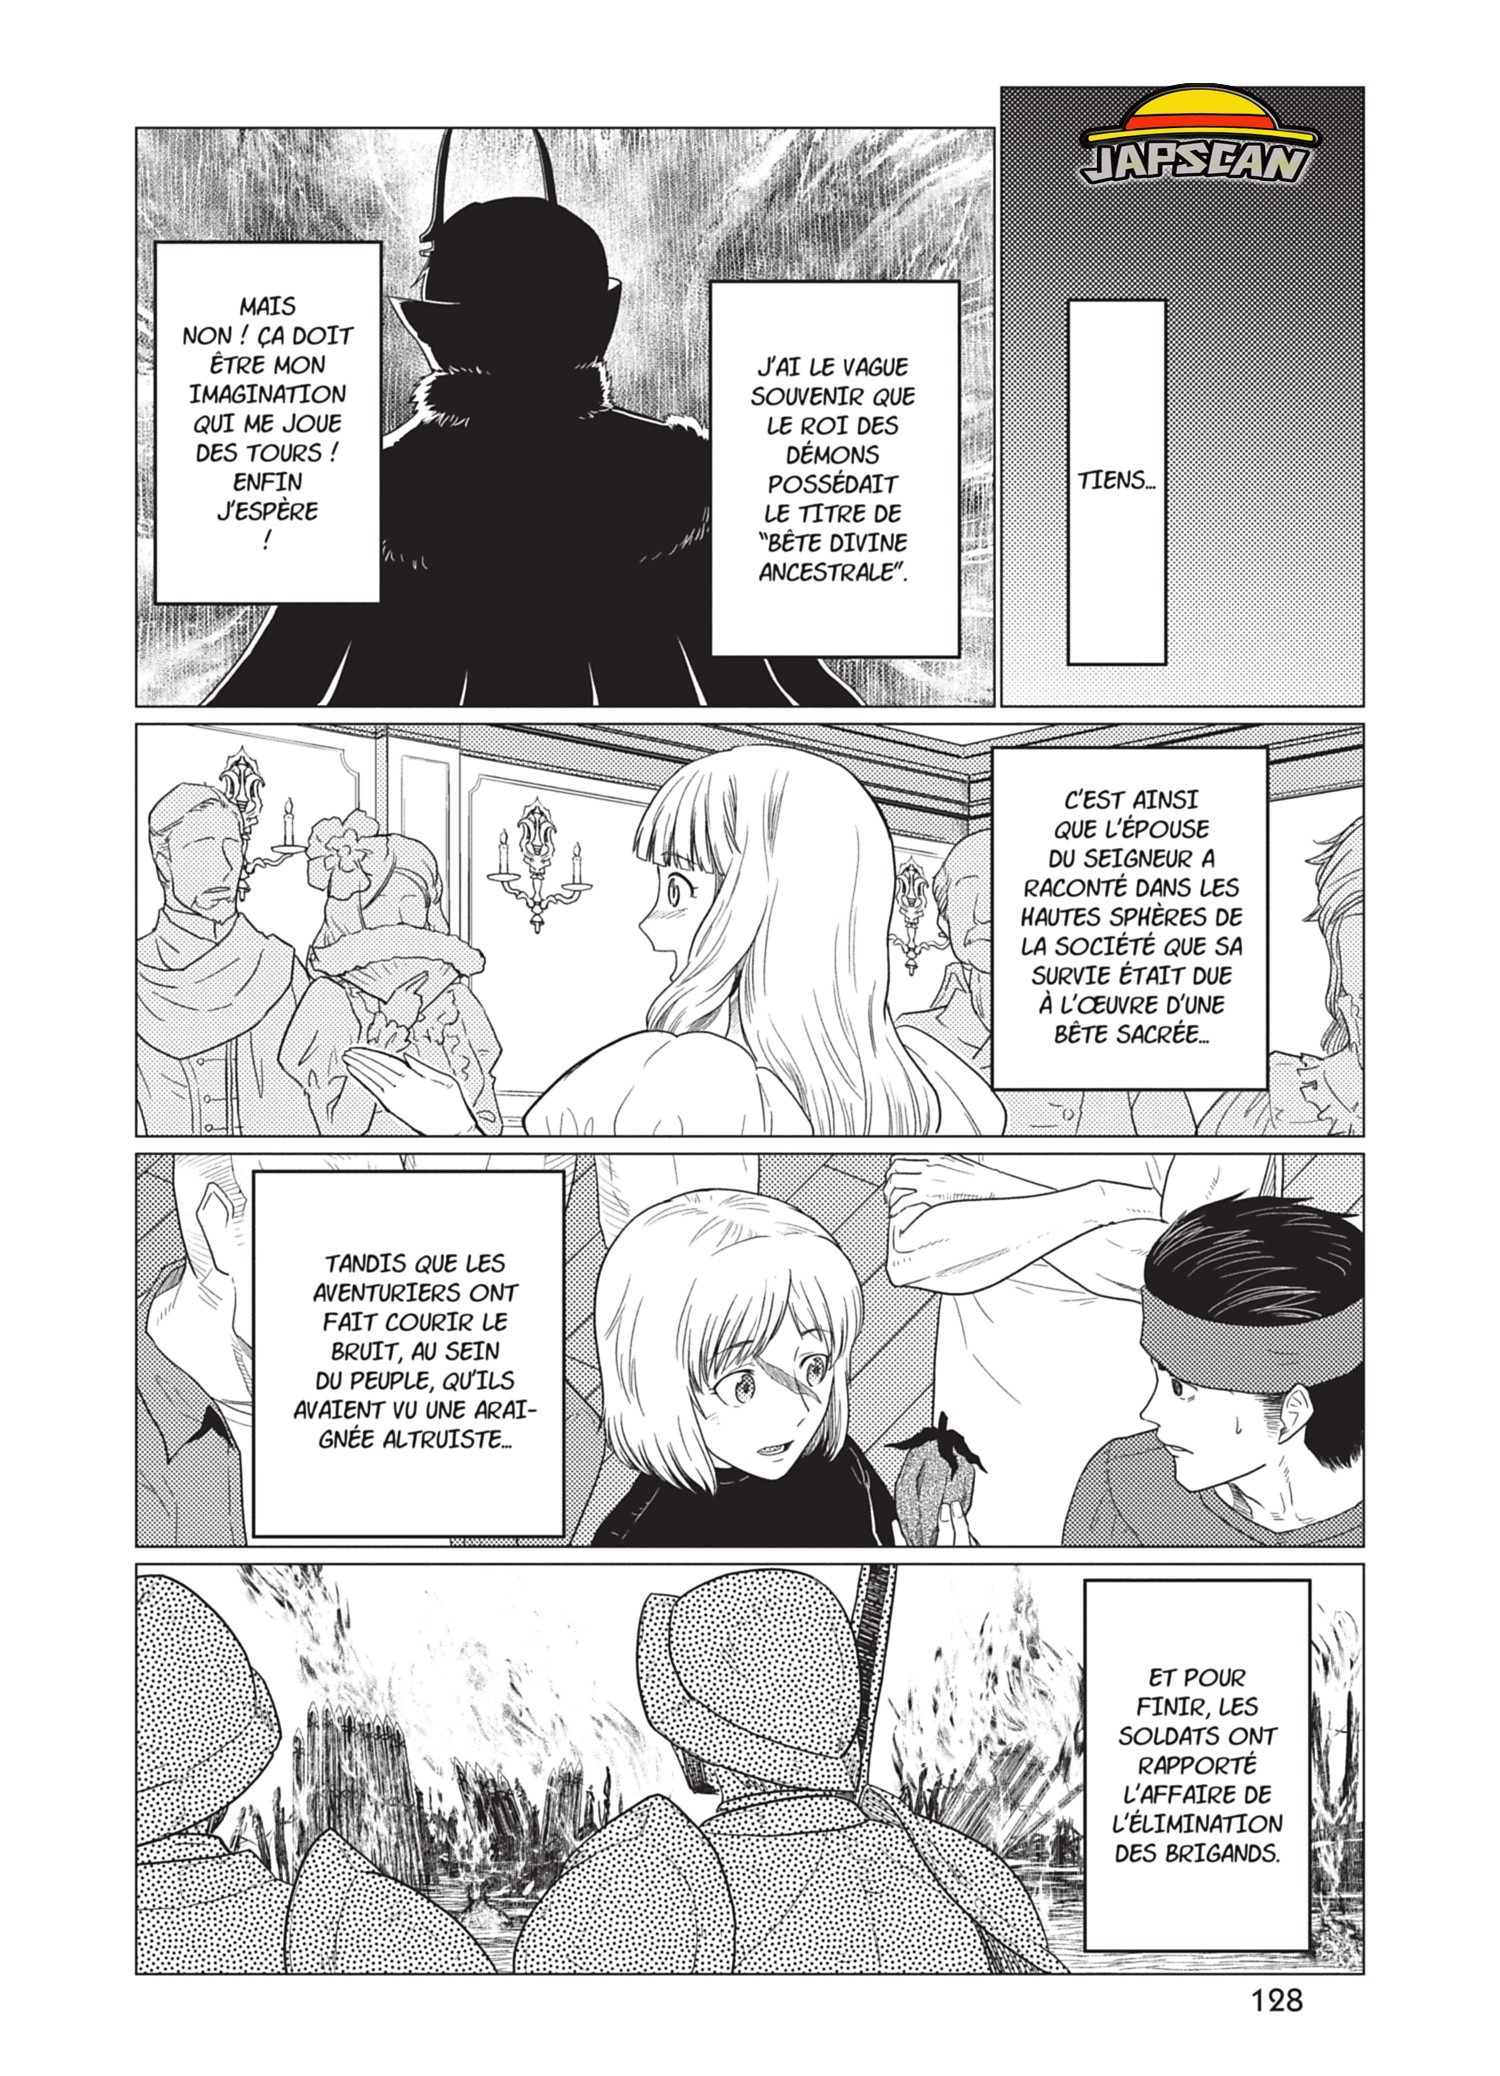 JAPSCAN
TIENS...
J'AI LE VAGUE
SOUVENIR QUE
LE ROI DES
DÉMONS
POSSÉDAIT
LE TITRE DE
“BÊTE DIVINE
ANCESTRALE”.
MAIS
NON ! ÇA DOIT
ÊTRE MON
IMAGINATION
QUI ME JOUE
DES TOURS !
ENFIN
J'ESPÈRE
!
C'EST AINSI
QUE L'ÉPOUSE
DU SEIGNEUR A
RACONTÉ DANS LES
HAUTES SPHÈRES DE
LA SOCIÉTÉ QUE SA
SURVIE ÉTAIT DUE
À L'ŒUVRE D'UNE
BÊTE SACRÉE...
TANDIS QUE LES
AVENTURIERS ONT
FAIT COURIR LE
BRUIT, AU SEIN
DU PEUPLE, QU'ILS
AVAIENT VU UNE ARAI-
GNÉE ALTRUISTE...
ET POUR
FINIR, LES
SOLDATS ONT
RAPPORTÉ
L'AFFAIRE DE
L'ÉLIMINATION
DES BRIGANDS.
128